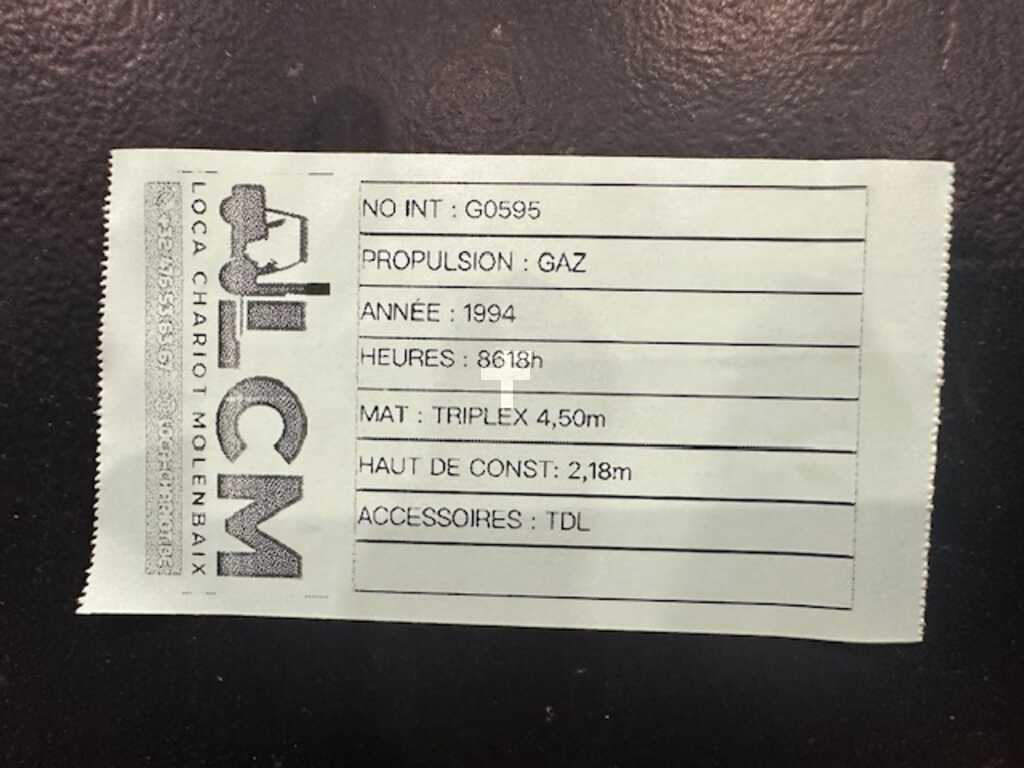 NO INT : G0595
PROPULSION : GAZ
ANNÉE : 1994
HEURES : 8618h
MAT : TRIPLEX 4,50m
HAUT DE CONST: 2,18m
ACCESSOIRES : TDL
LCM
LOCA CHARIOT MOLENBAIX
T